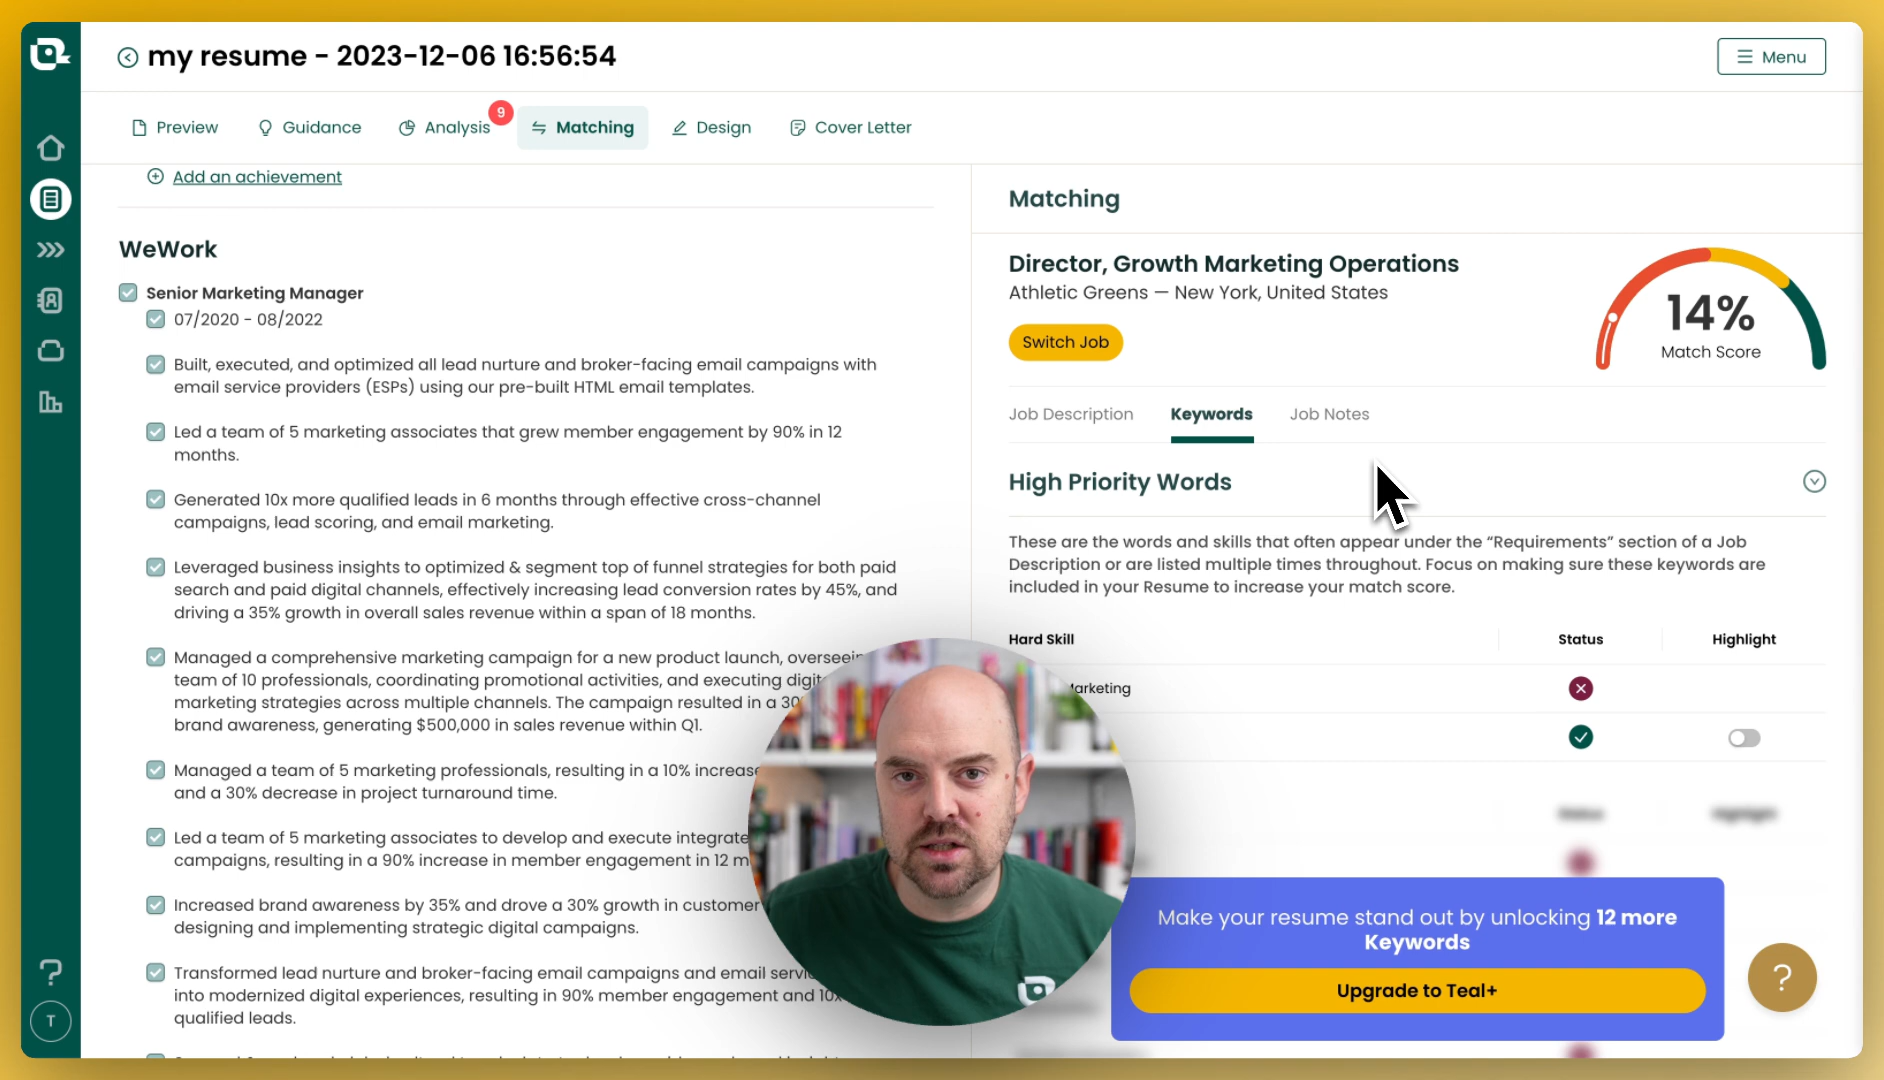 my resume - 2023-12-06 16:56:54
Menu
Preview
Guidance
Analysis
9
Matching
Design
Cover Letter
Add an achievement
WeWork
Senior Marketing Manager
07/2020 - 08/2022
Built, executed, and optimized all lead nurture and broker-facing email campaigns with
email service providers (ESPs) using our pre-built HTML email templates.
Led a team of 5 marketing associates that grew member engagement by 90% in 12
months.
Generated 10x more qualified leads in 6 months through effective cross-channel
campaigns, lead scoring, and email marketing.
Leveraged business insights to optimized & segment top of funnel strategies for both paid
search and paid digital channels, effectively increasing lead conversion rates by 45%, and
driving a 35% growth in overall sales revenue within a span of 18 months.
Managed a comprehensive marketing campaign for a new product launch,
team of 10 professionals, coordinating promotional activities, and executing
marketing strategies across multiple channels. The campaign resulted in a
brand awareness, generating $500,000 in sales revenue within Q1.
Managed a team of 5 marketing professionals, resulting in a 10%
and a 30% decrease in project turnaround time.
Led a team of 5 marketing associates to develop and execute
campaigns, resulting in a 90% increase in member engagement in 12
Increased brand awareness by 35% and drove a 30% growth in customer
designing and implementing strategic digital campaigns.
Transformed lead nurture and broker-facing email campaigns and email
into modernized digital experiences, resulting in 90% member engagement and 10x
qualified leads.
T
Matching
Director, Growth Marketing Operations
Athletic Greens — New York, United States
Switch Job
14%
Match Score
Job Description
Keywords
Job Notes
High Priority Words
These are the words and skills that often appear under the “Requirements” section of a Job
Description or are listed multiple times throughout. Focus on making sure these keywords are
included in your Resume to increase your match score.
Hard Skill
Status
Highlight
Status
Highlight
Make your resume stand out by unlocking 12 more
Keywords
Upgrade to Teal+
?